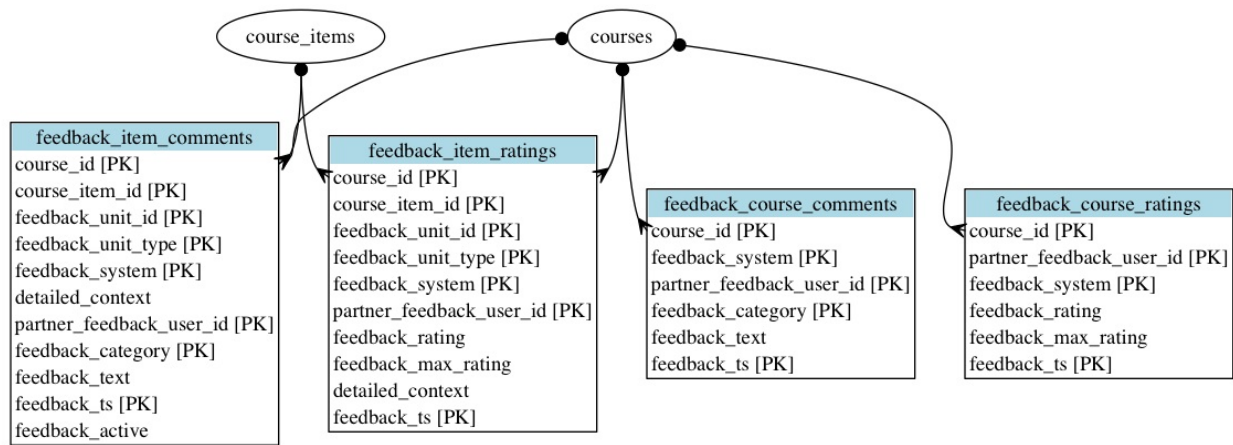 course_items
courses
feedback_item_comments
course_id [PK]
course_item_id [PK]
feedback_unit_id [PK]
feedback_unit_type [PK]
feedback_system [PK]
detailed_context
partner_feedback_user_id [PK]
feedback_category [PK]
feedback_text
feedback_ts [PK]
feedback_active
feedback_item_ratings
course_id [PK]
course_item_id [PK]
feedback_unit_id [PK]
feedback_unit_type [PK]
feedback_system [PK]
partner_feedback_user_id [PK]
feedback_rating
feedback_max_rating
detailed_context
feedback_ts [PK]
feedback_course_comments
course_id [PK]
feedback_system [PK]
partner_feedback_user_id [PK]
feedback_category [PK]
feedback_text
feedback_ts [PK]
feedback_course_ratings
course_id [PK]
partner_feedback_user_id [PK]
feedback_system [PK]
feedback_rating
feedback_max_rating
feedback_ts [PK]